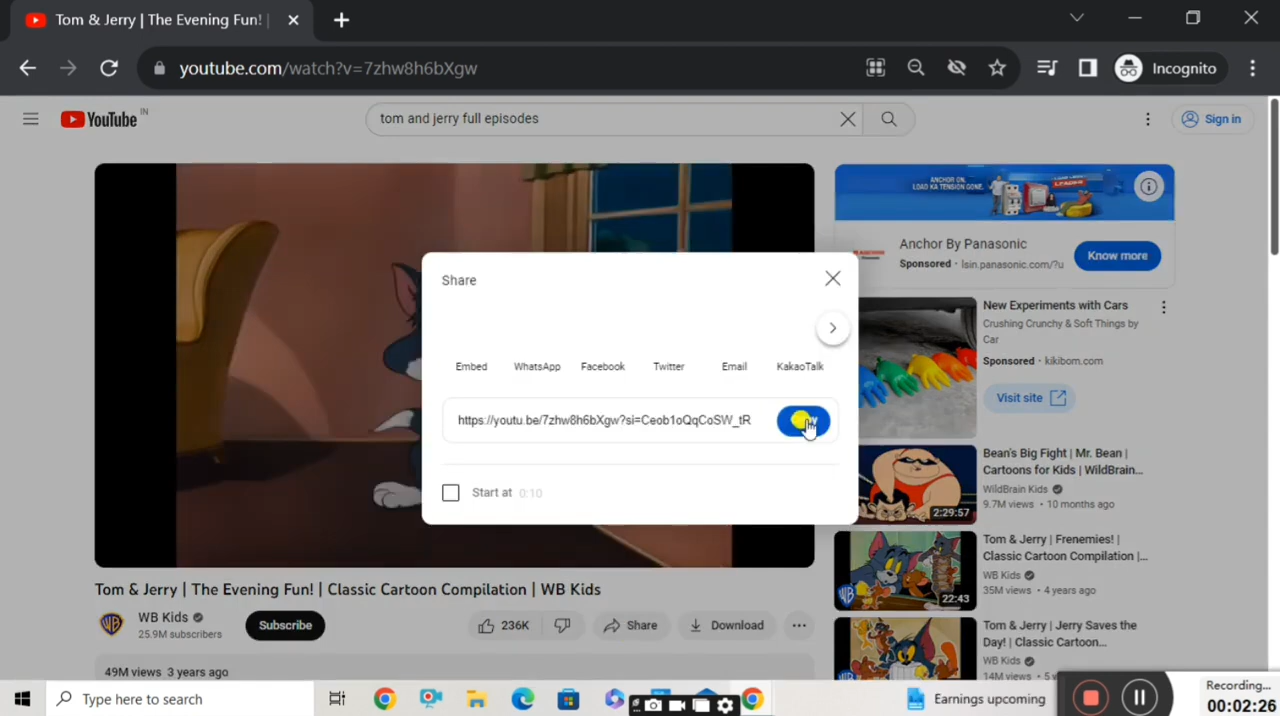 Tom & Jerry | The Evening Fun! |
youtube.com/watch?v=7zhw8h6bXgw
Incognito
YouTube IN
tom and jerry full episodes
Sign in
ANCHOR ON.
LOAD KA TENSION GONE.
Anchor By Panasonic
Sponsored · lsin.panasonic.com/?u
Know more
Share
Embed
WhatsApp
Facebook
Twitter
Email
KakaoTalk
https://youtu.be/7zhw8h6bXgw?si=Ceob1oQqCoSW_tR
Start at 0:10
New Experiments with Cars
Crushing Crunchy & Soft Things by
Car
Sponsored · kikibom.com
Visit site
Bean's Big Fight | Mr. Bean |
Cartoons for Kids | WildBrain...
WildBrain Kids
9.7M views · 10 months ago
2:29:57
Tom & Jerry | Frenemies! |
Classic Cartoon Compilation |...
WB Kids
35M views · 4 years ago
22:43
Tom & Jerry | Jerry Saves the
Day! | Classic Cartoon...
WB Kids
Tom & Jerry | The Evening Fun! | Classic Cartoon Compilation | WB Kids
WB Kids
25.9M subscribers
Subscribe
236K
Share
Download
49M views 3 years ago
Type here to search
Earnings upcoming
Recording...
00:02:26